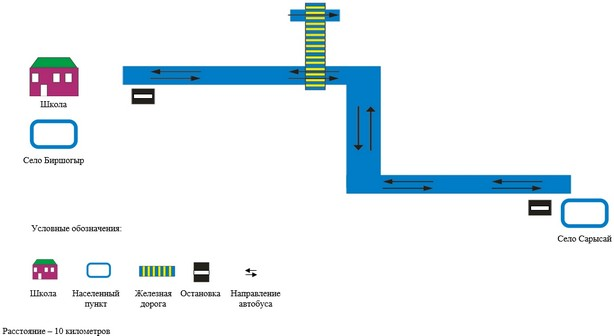 Школа
Село Биршогыр
Село Сарысай
Условные обозначения:
Школа
Населенный
пункт
Железная
дорога
Остановка
Направление
автобуса
Расстояние – 10 километров